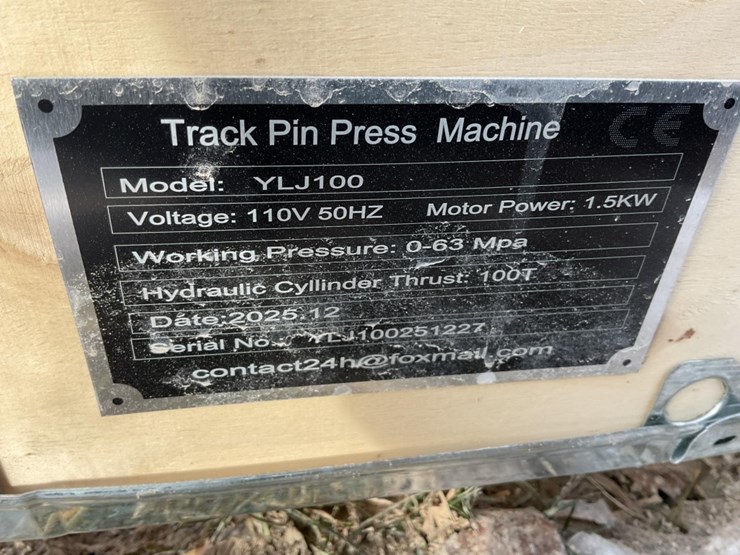 Track Pin Press Machine CE
Model: YLJ100
Voltage: 110V 50HZ Motor Power: 1.5KW
Working Pressure: 0-63 Mpa
Hydraulic Cyllinder Thrust: 100T
Date:2025.12
Serial No.: YLJ100251227
contact24h@foxmail.com